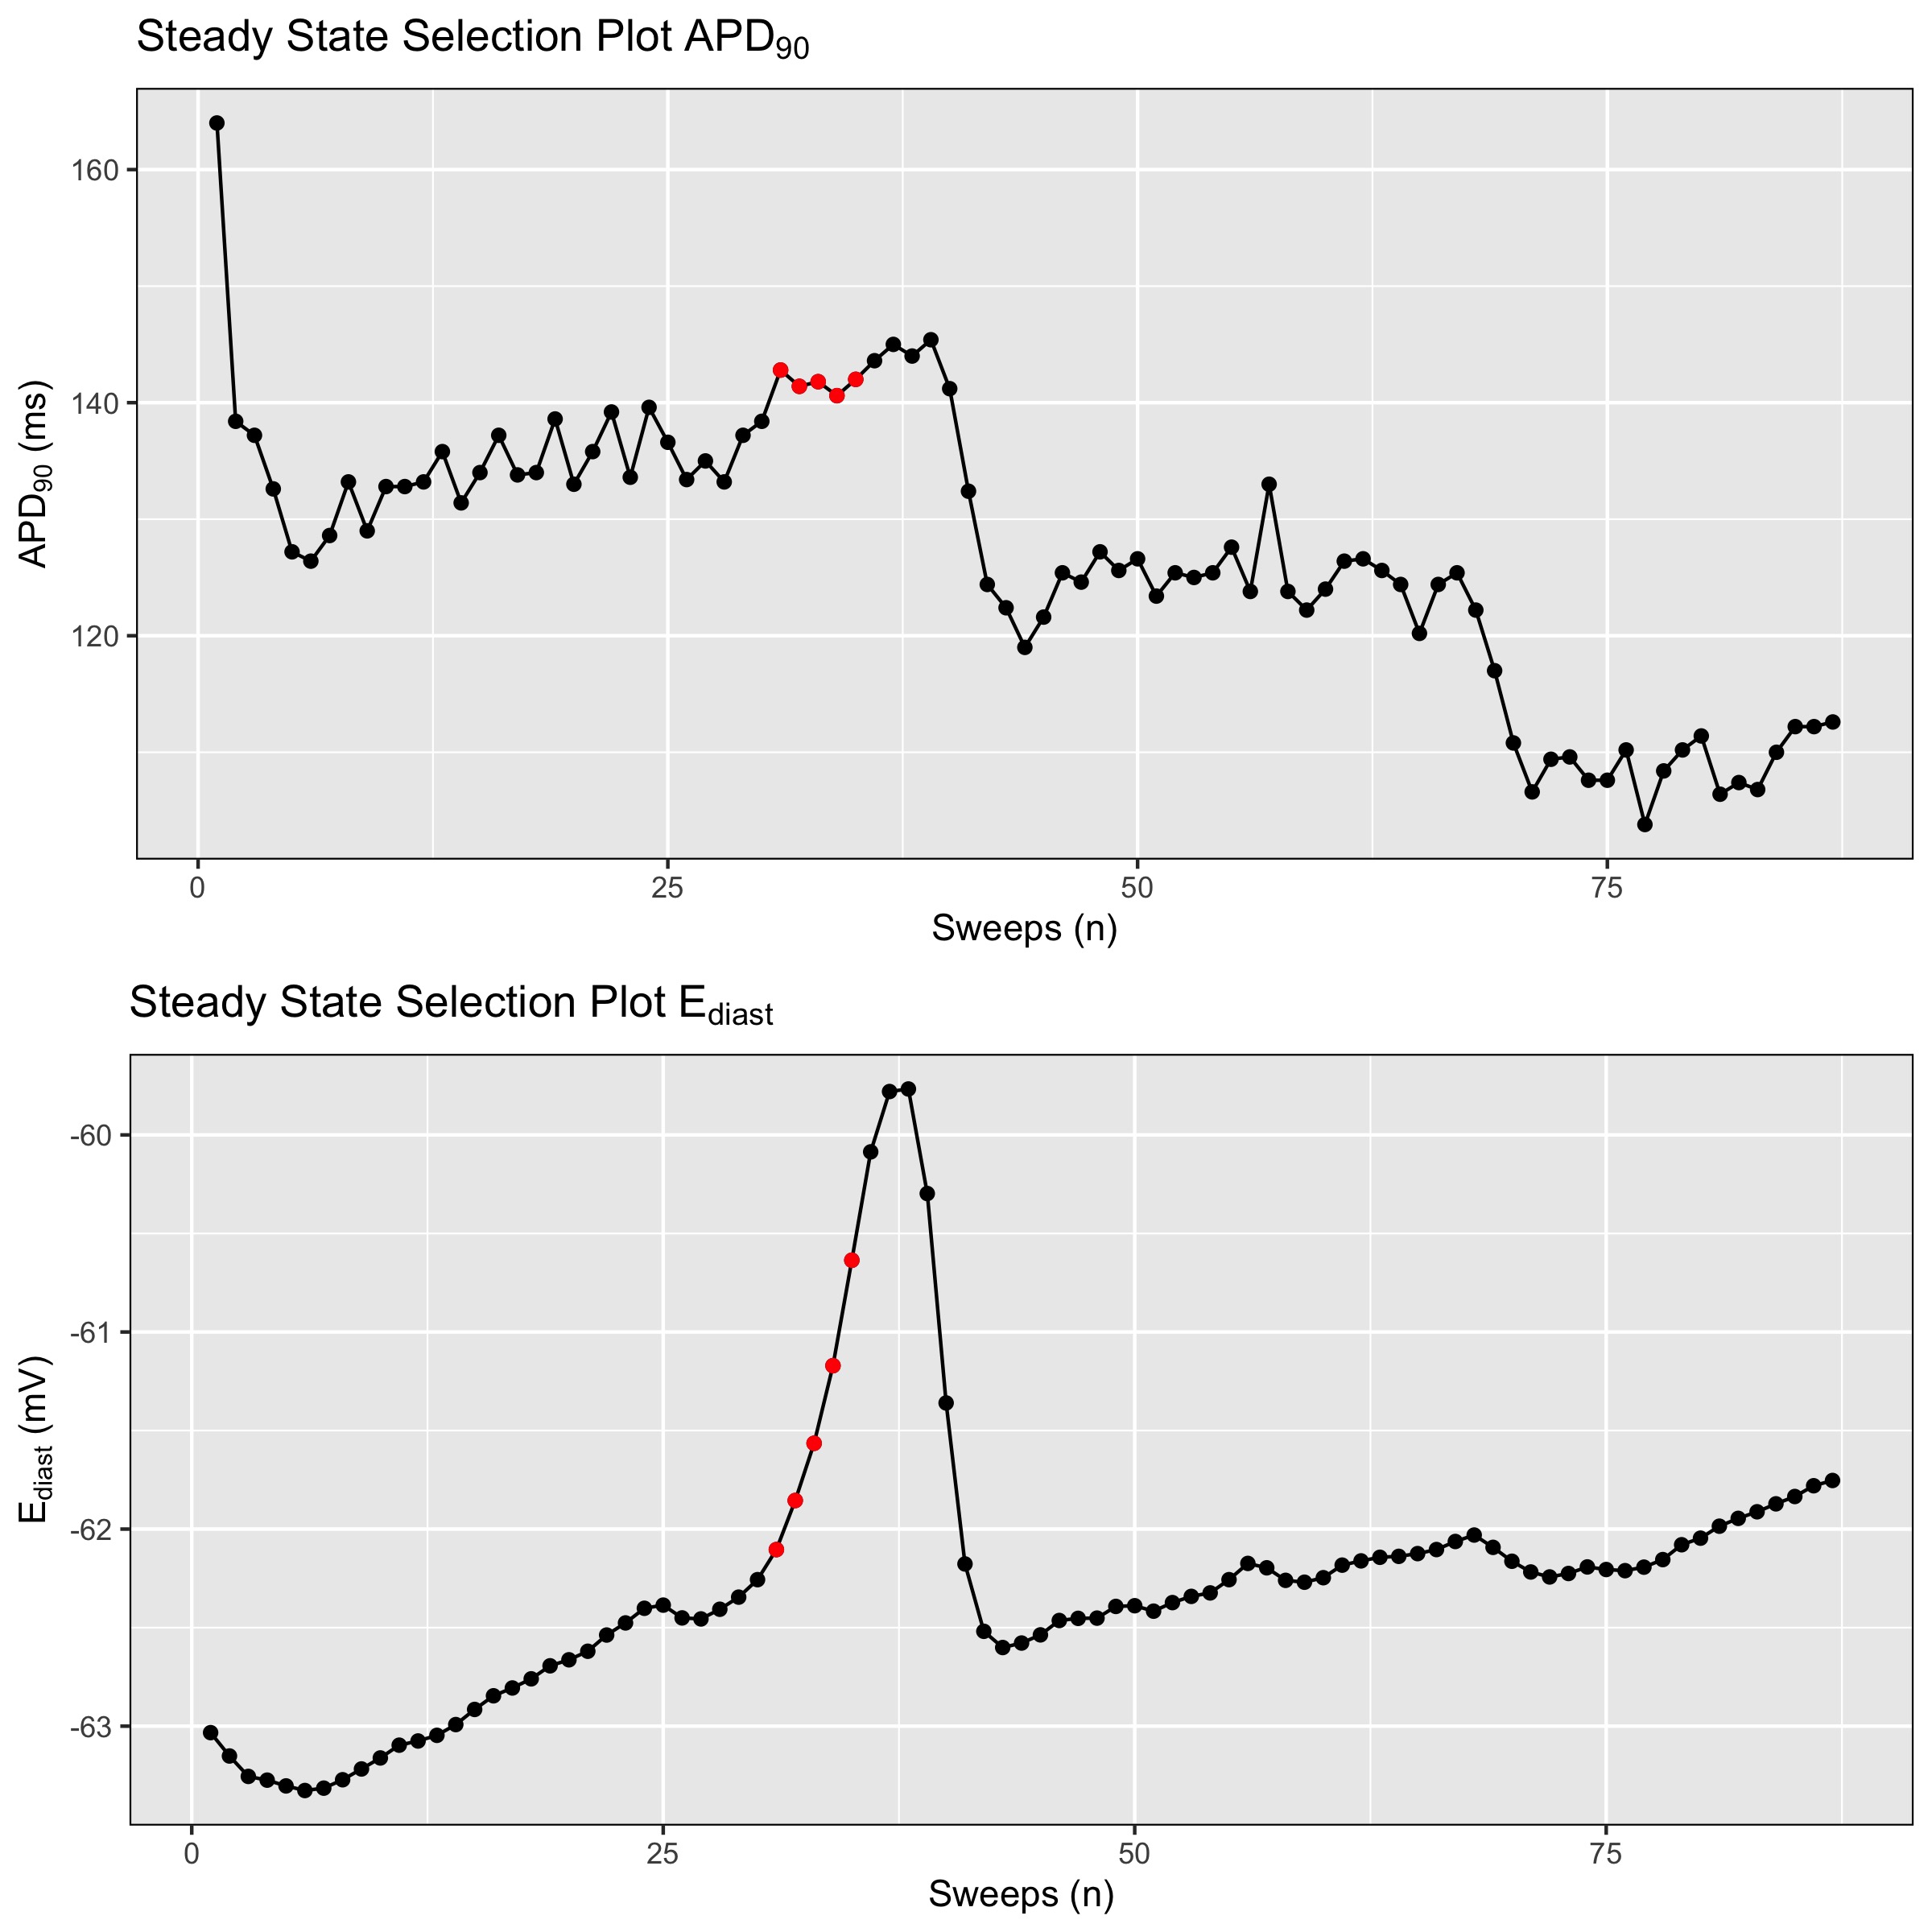 Steady State Selection Plot APD90
160
140
120
APD90 (ms)
0 25 50 75
Sweeps (n)
Steady State Selection Plot Ediast
-60
-61
-62
-63
Ediast (mV)
0 25 50 75
Sweeps (n)